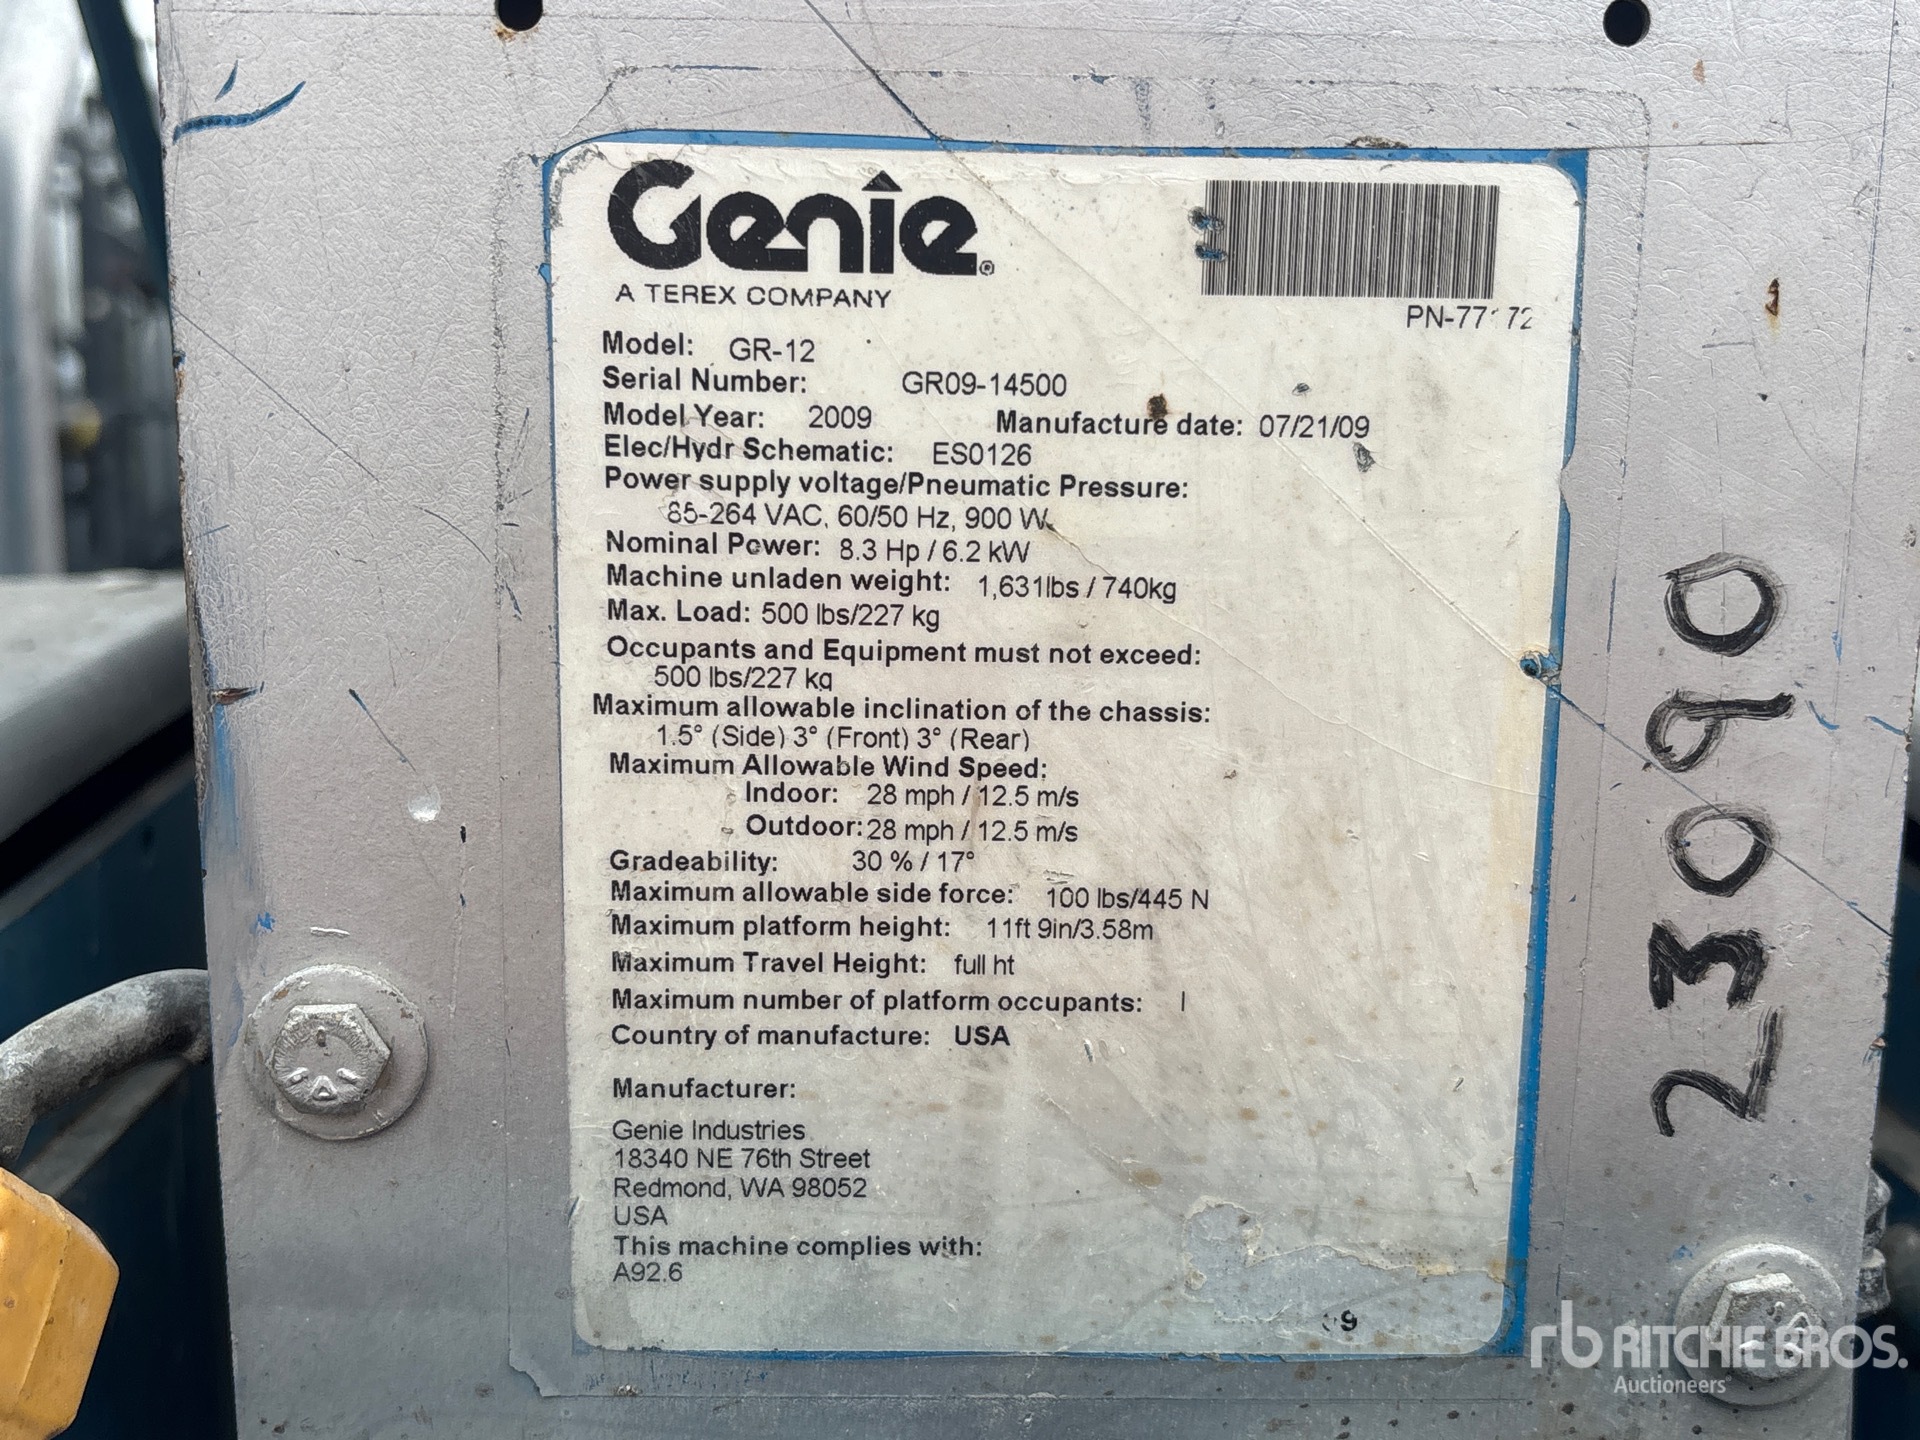 Genie®
A TEREX COMPANY
PN-77172
Model: GR-12
Serial Number: GR09-14500
Model Year: 2009 Manufacture date: 07/21/09
Elec/Hydr Schematic: ES0126
Power supply voltage/Pneumatic Pressure:
85-264 VAC, 60/50 Hz, 900 W
Nominal Power: 8.3 Hp / 6.2 kW
Machine unladen weight: 1,631lbs / 740kg
Max. Load: 500 lbs/227 kg
Occupants and Equipment must not exceed:
500 lbs/227 kg
Maximum allowable inclination of the chassis:
1.5° (Side) 3° (Front) 3° (Rear)
Maximum Allowable Wind Speed:
Indoor: 28 mph / 12.5 m/s
Outdoor: 28 mph / 12.5 m/s
Gradeability: 30 % / 17°
Maximum allowable side force: 100 lbs/445 N
Maximum platform height: 11ft 9in/3.58m
Maximum Travel Height: full ht
Maximum number of platform occupants: 1
Country of manufacture: USA
Manufacturer:
Genie Industries
18340 NE 76th Street
Redmond, WA 98052
USA
This machine complies with:
A92.6
23090
rb RITCHIE BROS.
Auctioneers